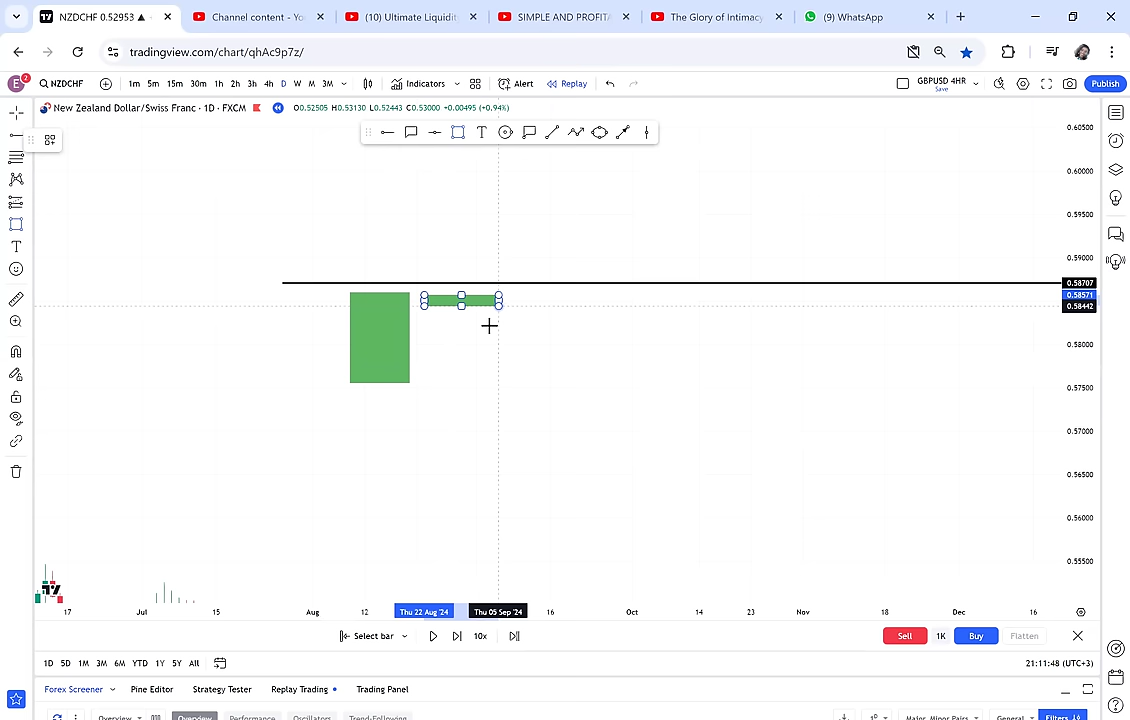 NZDCHF 0.52953 ▲
Channel content - Yo
(10) Ultimate Liquidit
SIMPLE AND PROFITA
The Glory of Intimacy
(9) WhatsApp
tradingview.com/chart/qhAc9p7z/
E 2
NZDCHF
1m 5m 15m 30m 1h 2h 3h 4h D W M 3M
Indicators
Alert
Replay
GBPUSD 4HR
Save
Publish
New Zealand Dollar/Swiss Franc · 1D · FXCM
O0.52505 H0.53130 L0.52443 C0.53000 +0.00495 (+0.94%)
0.60500
0.60000
0.59500
0.59000
0.58707
0.58571
0.58442
0.58000
0.57500
0.57000
0.56500
0.56000
0.55500
17 Jul 15 Aug 12 Thu 22 Aug '24 Thu 05 Sep '24 16 Oct 14 23 Nov 18 Dec 16
Select bar
10x
Sell
1K
Buy
Flatten
1D 5D 1M 3M 6M YTD 1Y 5Y All
21:11:48 (UTC+3)
Forex Screener
Pine Editor
Strategy Tester
Replay Trading
Trading Panel
Overview
Overview
Performance
Oscillators
Trend-Following
1D
Major, Minor Pairs
General
Filters